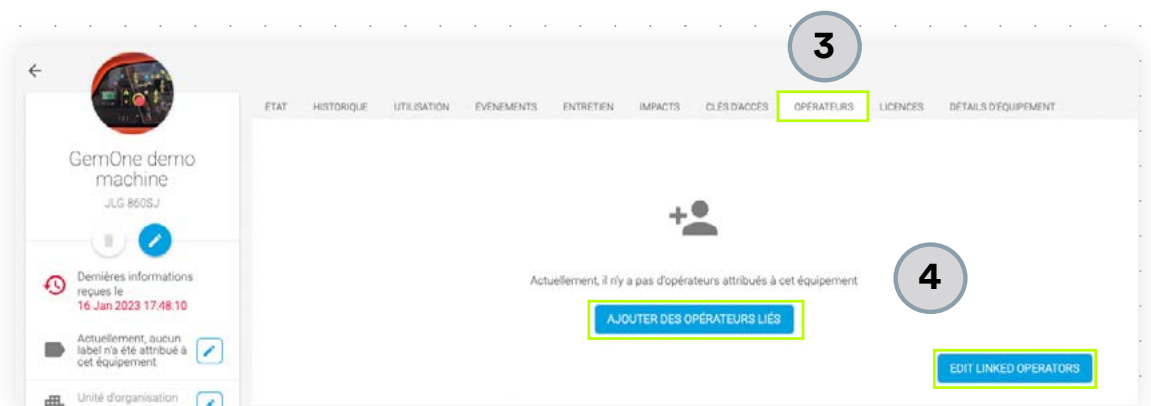 3
ÉTAT HISTORIQUE UTILISATION ÉVÉNEMENTS ENTRETIEN IMPACTS CLÉS D'ACCÈS OPÉRATEURS LICENCES DÉTAILS D'ÉQUIPEMENT
GemOne demo
machine
JLG 860SJ
Dernières informations
reçues le
16 Jan 2023 17:48:10
Actuellement, aucun
label n'a été attribué à
cet équipement
Unité d'organisation
Actuellement, il n'y a pas d'opérateurs attribués à cet équipement
4
AJOUTER DES OPÉRATEURS LIÉS
EDIT LINKED OPERATORS